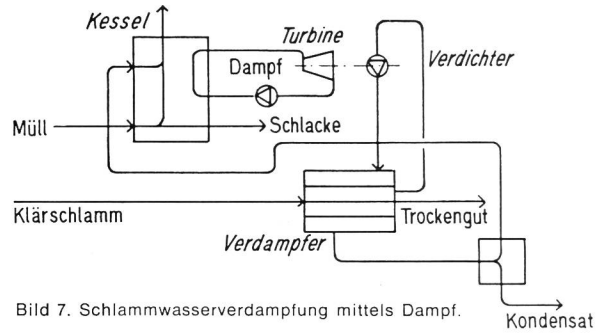 Kessel
Turbine
Dampf
Verdichter
Müll
Schlacke
Klärschlamm
Trockengut
Verdampfer
Bild 7. Schlammwasserverdampfung mittels Dampf.
Kondensat